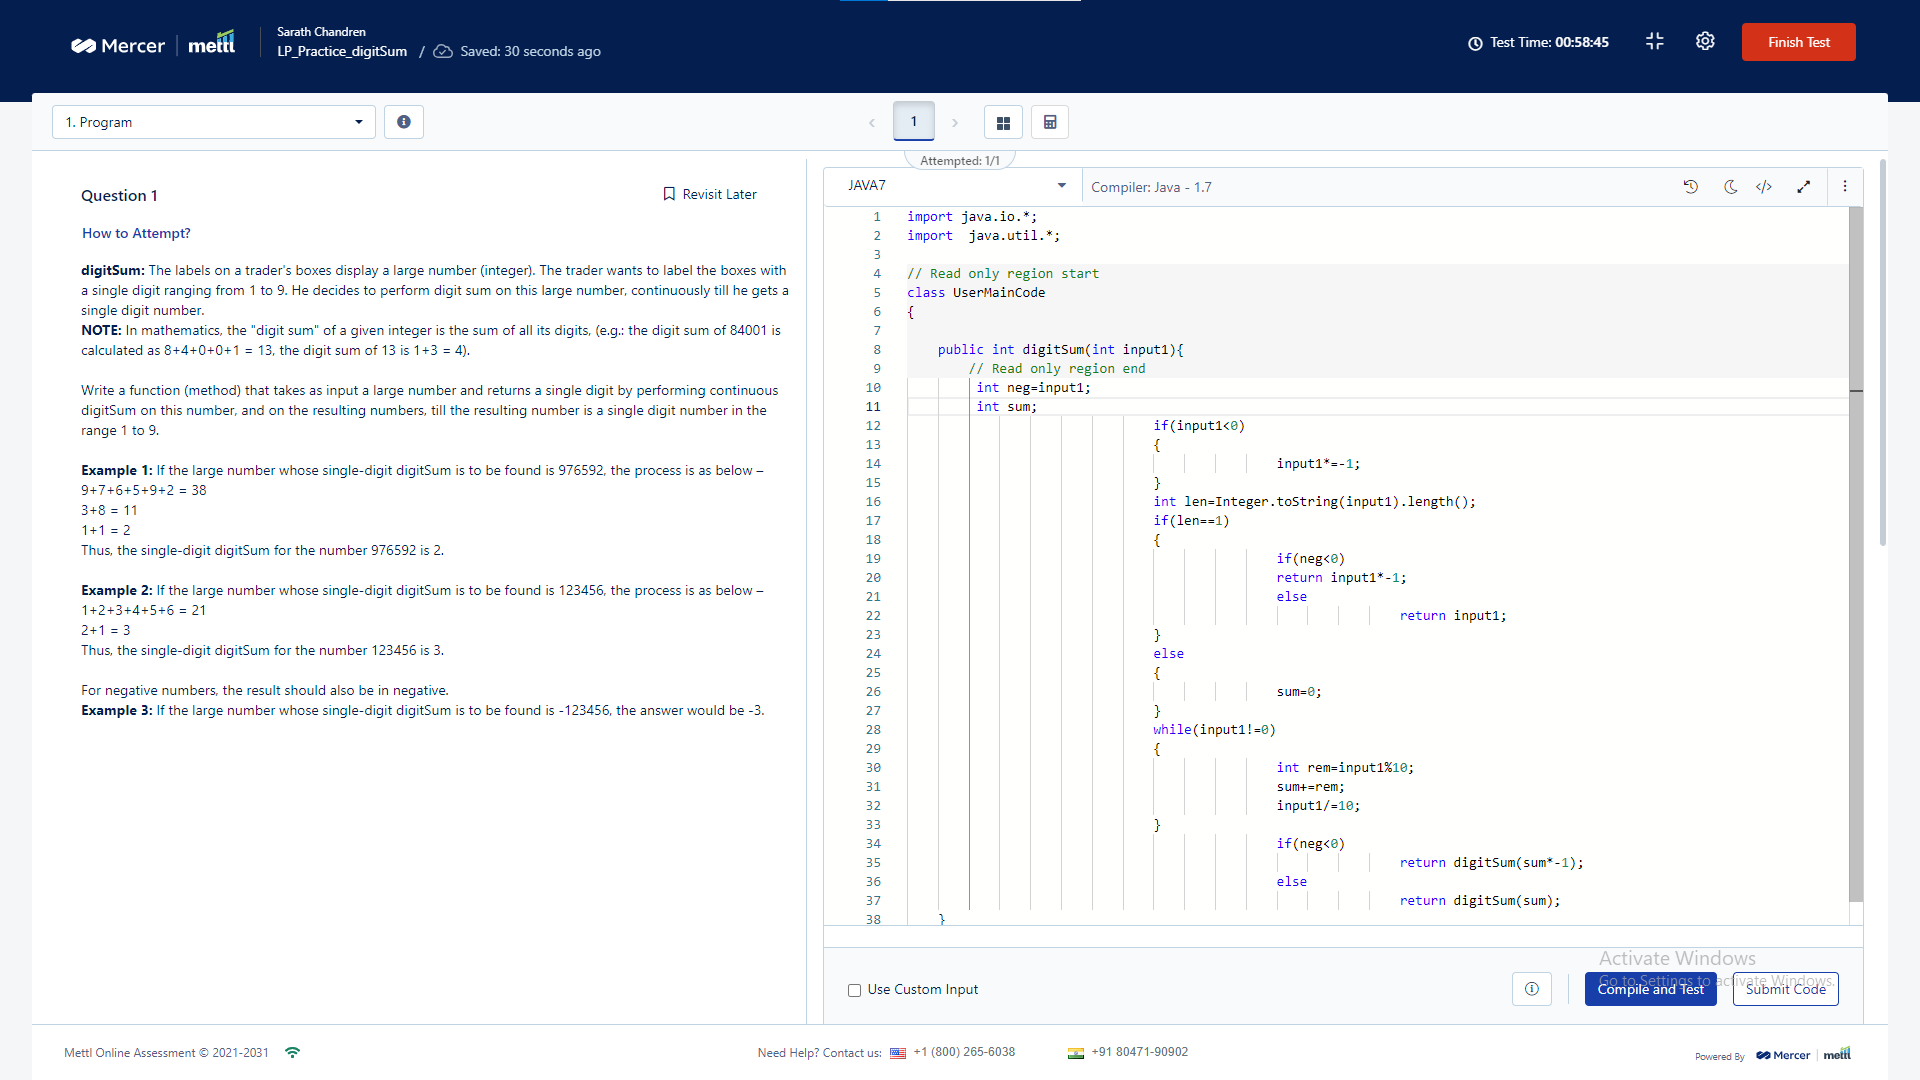 Mercer | mettl
Sarath Chandren
LP_Practice_digitSum / Saved: 30 seconds ago
Test Time: 00:58:45
Finish Test
1. Program
1
Attempted: 1/1
Question 1
Revisit Later
How to Attempt?
digitSum: The labels on a trader's boxes display a large number (integer). The trader wants to label the boxes with
a single digit ranging from 1 to 9. He decides to perform digit sum on this large number, continuously till he gets a
single digit number.
NOTE: In mathematics, the "digit sum" of a given integer is the sum of all its digits, (e.g.: the digit sum of 84001 is
calculated as 8+4+0+0+1 = 13, the digit sum of 13 is 1+3 = 4).
Write a function (method) that takes as input a large number and returns a single digit by performing continuous
digitSum on this number, and on the resulting numbers, till the resulting number is a single digit number in the
range 1 to 9.
Example 1: If the large number whose single-digit digitSum is to be found is 976592, the process is as below –
9+7+6+5+9+2 = 38
3+8 = 11
1+1 = 2
Thus, the single-digit digitSum for the number 976592 is 2.
Example 2: If the large number whose single-digit digitSum is to be found is 123456, the process is as below –
1+2+3+4+5+6 = 21
2+1 = 3
Thus, the single-digit digitSum for the number 123456 is 3.
For negative numbers, the result should also be in negative.
Example 3: If the large number whose single-digit digitSum is to be found is -123456, the answer would be -3.
JAVA7
Compiler: Java - 1.7
1 import java.io.*;
2 import  java.util.*;
3
4 // Read only region start
5 class UserMainCode
6 {
7
8 public int digitSum(int input1){
9 // Read only region end
10 int neg=input1;
11 int sum;
12 if(input1<0)
13 {
14 input1*=-1;
15 }
16 int len=Integer.toString(input1).length();
17 if(len==1)
18 {
19 if(neg<0)
20 return input1*-1;
21 else
22 return input1;
23 }
24 else
25 {
26 sum=0;
27 }
28 while(input1!=0)
29 {
30 int rem=input1%10;
31 sum+=rem;
32 input1/=10;
33 }
34 if(neg<0)
35 return digitSum(sum*-1);
36 else
37 return digitSum(sum);
38 }
Use Custom Input
Compile and Test
Submit Code
Activate Windows
Go to Settings to activate Windows.
Mettl Online Assessment © 2021-2031
Need Help? Contact us: +1 (800) 265-6038
+91 80471-90902
Powered By Mercer | mettl